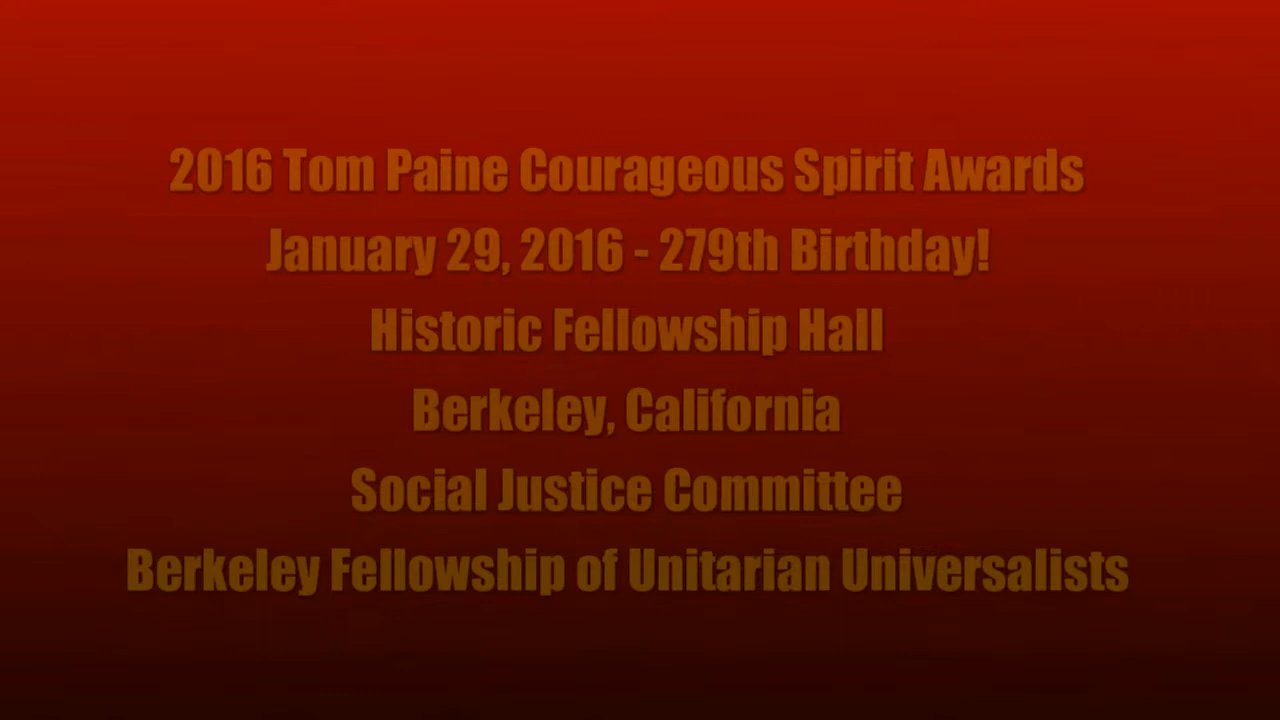 2016 Tom Paine Courageous Spirit Awards
January 29, 2016 - 279th Birthday!
Historic Fellowship Hall
Berkeley, California
Social Justice Committee
Berkeley Fellowship of Unitarian Universalists